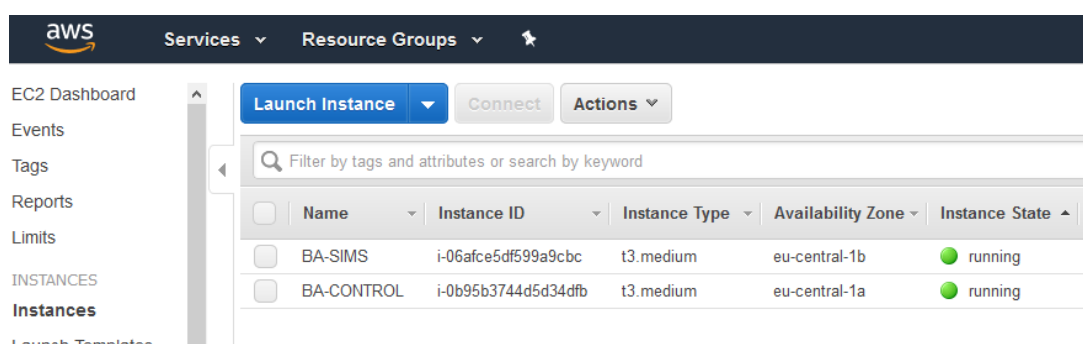 aws Services Resource Groups
EC2 Dashboard
Events
Tags
Reports
Limits
INSTANCES
Instances
Launch Templates
Launch Instance Connect Actions
Filter by tags and attributes or search by keyword
Name Instance ID Instance Type Availability Zone Instance State
BA-SIMS i-06afce5df599a9cbc t3.medium eu-central-1b running
BA-CONTROL i-0b95b3744d5d34dfb t3.medium eu-central-1a running